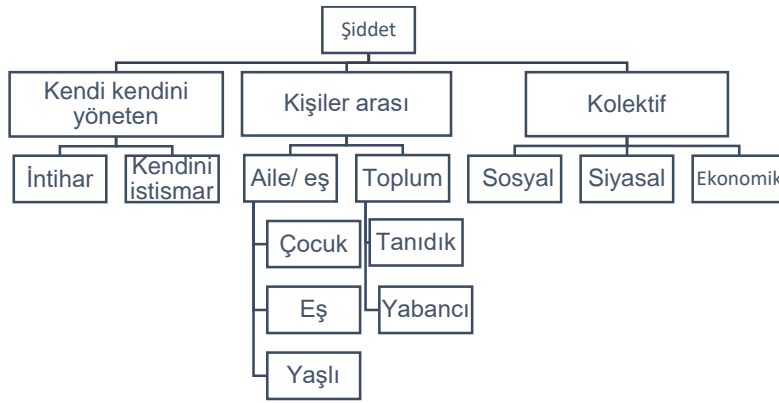 Şiddet
Kendi kendini
yöneten
Kişiler arası
Kolektif
İntihar
Kendini
istismar
Aile/ eş
Toplum
Sosyal
Siyasal
Ekonomik
Çocuk
Tanıdık
Eş
Yabancı
Yaşlı